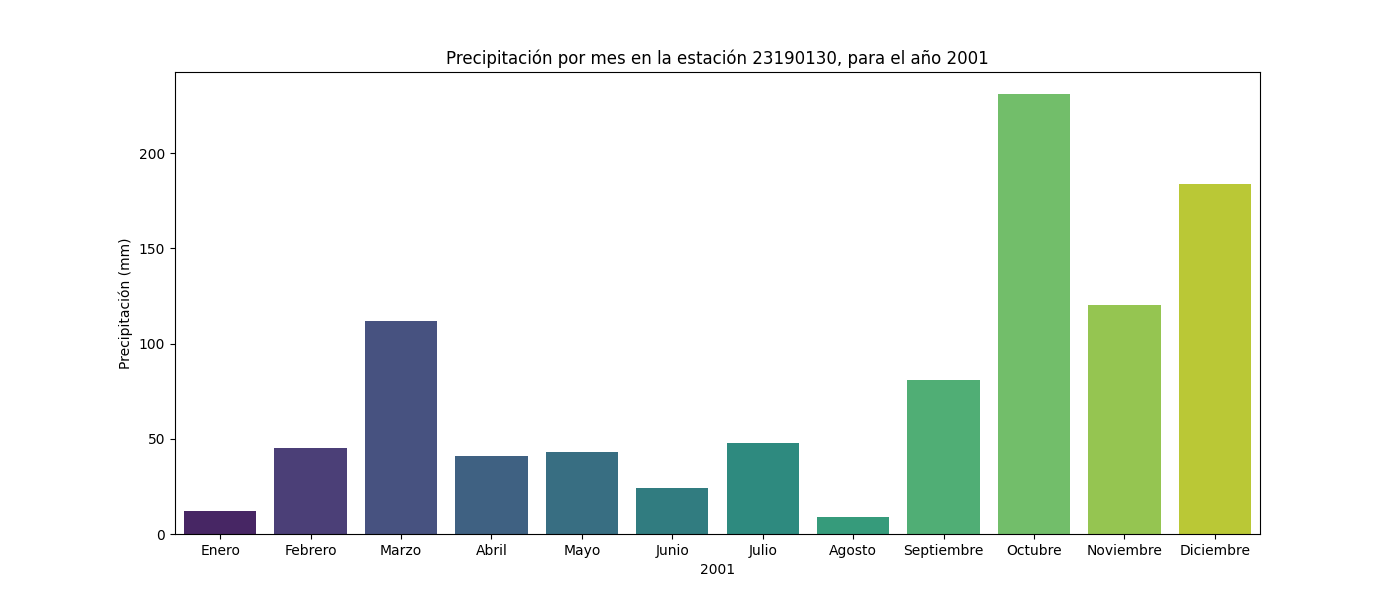 Precipitación por mes en la estación 23190130, para el año 2001
Precipitación (mm)
200
150
100
50
0
Enero Febrero Marzo Abril Mayo Junio Julio Agosto Septiembre Octubre Noviembre Diciembre
2001